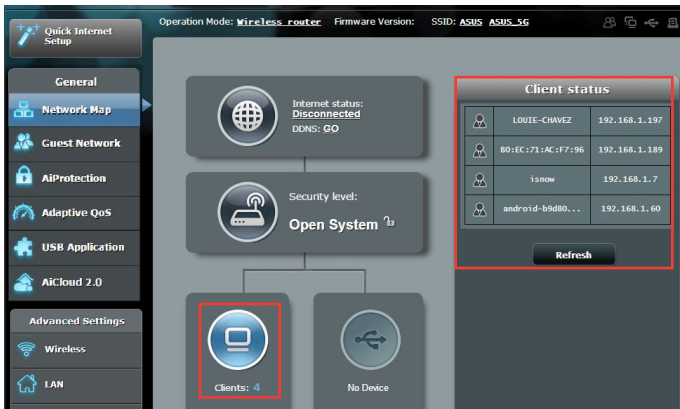 Operation Mode: Wireless router Firmware Version: SSID: ASUS ASUS_5G
Quick Internet
Setup
General
Network Map
Guest Network
AiProtection
Adaptive QoS
USB Application
AiCloud 2.0
Advanced Settings
Wireless
LAN
Internet status:
Disconnected
DDNS: GO
Security level:
Open System
Clients: 4
No Device
Client status
LOUIE-CHAVEZ 192.168.1.197
B0:EC:71:AC:F7:96 192.168.1.189
isnow 192.168.1.7
android-b9d80... 192.168.1.60
Refresh